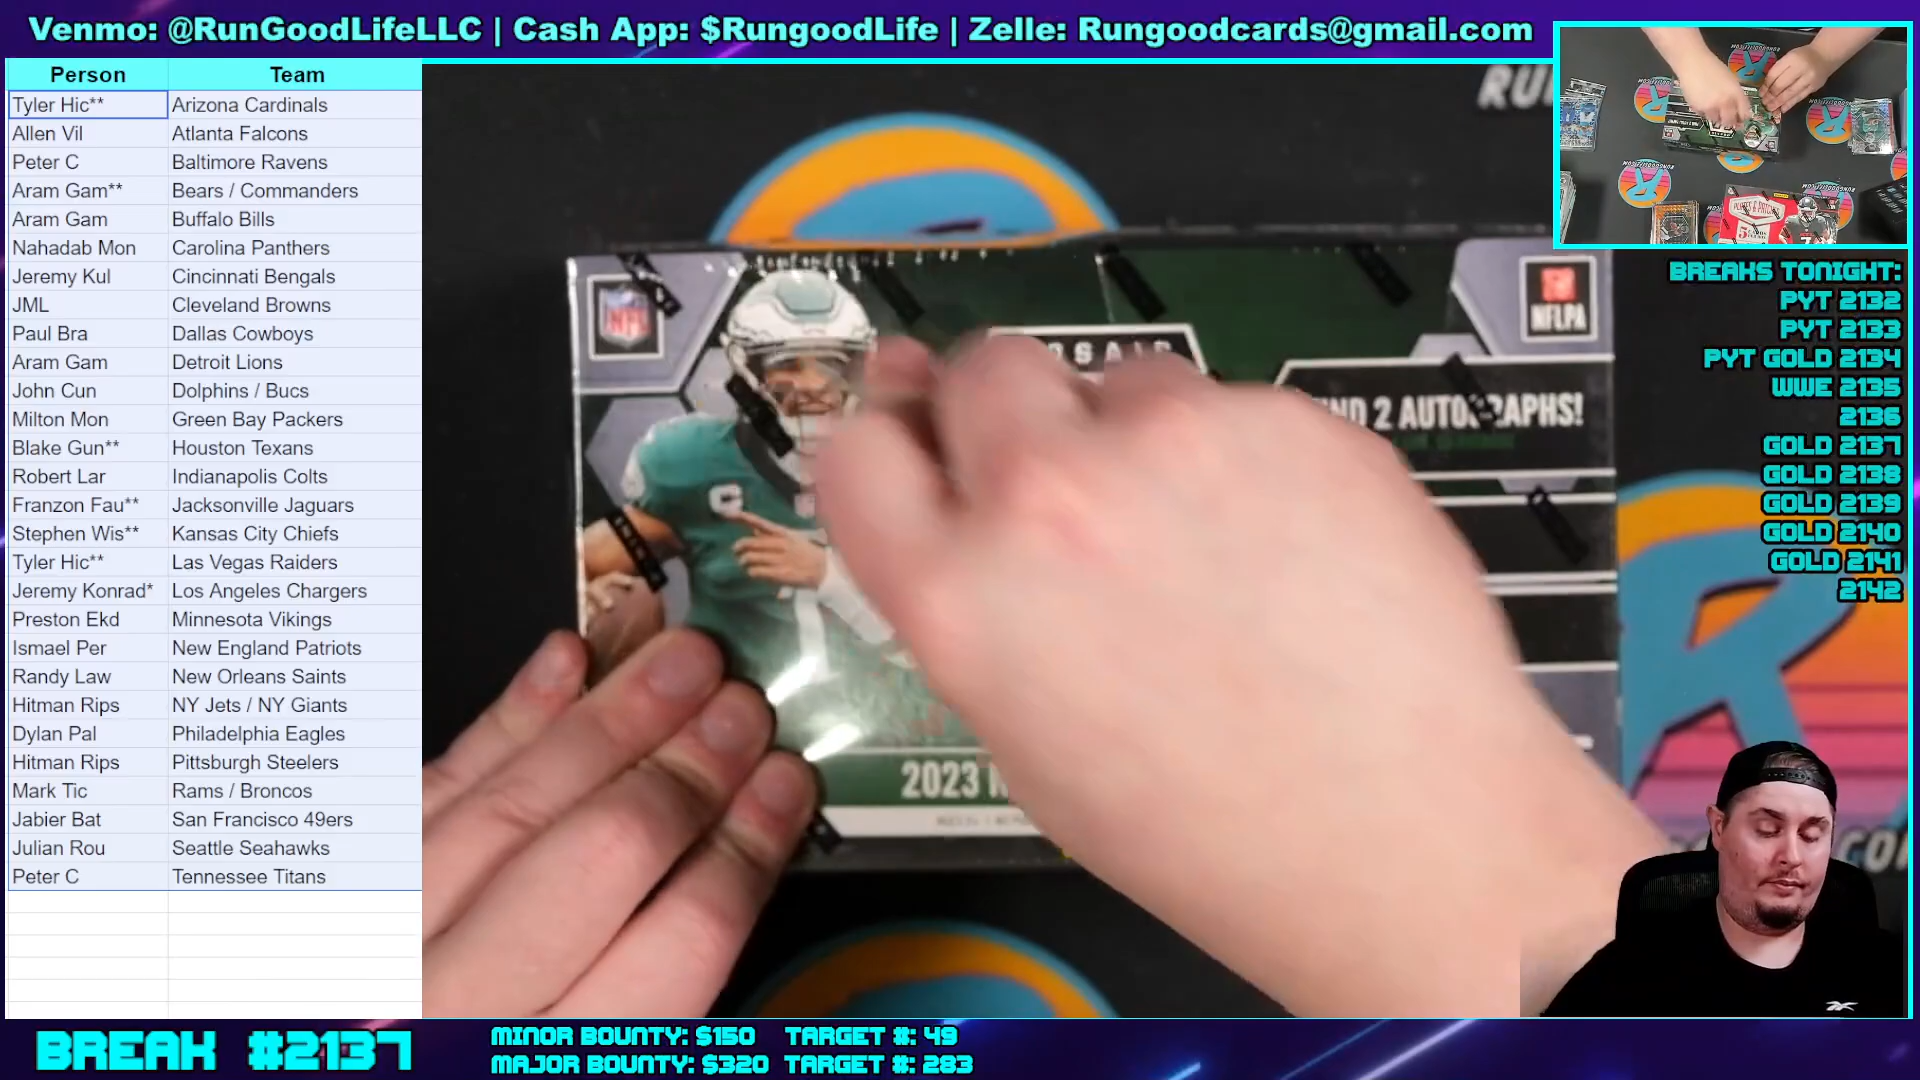 Venmo: @RunGoodLifeLLC | Cash App: $RungoodLife | Zelle: Rungoodcards@gmail.com
Person Team
Tyler Hic** Arizona Cardinals
Allen Vil Atlanta Falcons
Peter C Baltimore Ravens
Aram Gam** Bears / Commanders
Aram Gam Buffalo Bills
Nahadab Mon Carolina Panthers
Jeremy Kul Cincinnati Bengals
JML Cleveland Browns
Paul Bra Dallas Cowboys
Aram Gam Detroit Lions
John Cun Dolphins / Bucs
Milton Mon Green Bay Packers
Blake Gun** Houston Texans
Robert Lar Indianapolis Colts
Franzon Fau** Jacksonville Jaguars
Stephen Wis** Kansas City Chiefs
Tyler Hic** Las Vegas Raiders
Jeremy Konrad* Los Angeles Chargers
Preston Ekd Minnesota Vikings
Ismael Per New England Patriots
Randy Law New Orleans Saints
Hitman Rips NY Jets / NY Giants
Dylan Pal Philadelphia Eagles
Hitman Rips Pittsburgh Steelers
Mark Tic Rams / Broncos
Jabier Bat San Francisco 49ers
Julian Rou Seattle Seahawks
Peter C Tennessee Titans
NFL
NFLPA
2 AUTOGRAPHS!
2023
BREAKS TONIGHT:
PYT 2132
PYT 2133
PYT GOLD 2134
WWE 2135
2136
GOLD 2137
GOLD 2138
GOLD 2139
GOLD 2140
GOLD 2141
2142
BREAK #2137
MINOR BOUNTY: $150 TARGET #: 49
MAJOR BOUNTY: $320 TARGET #: 283